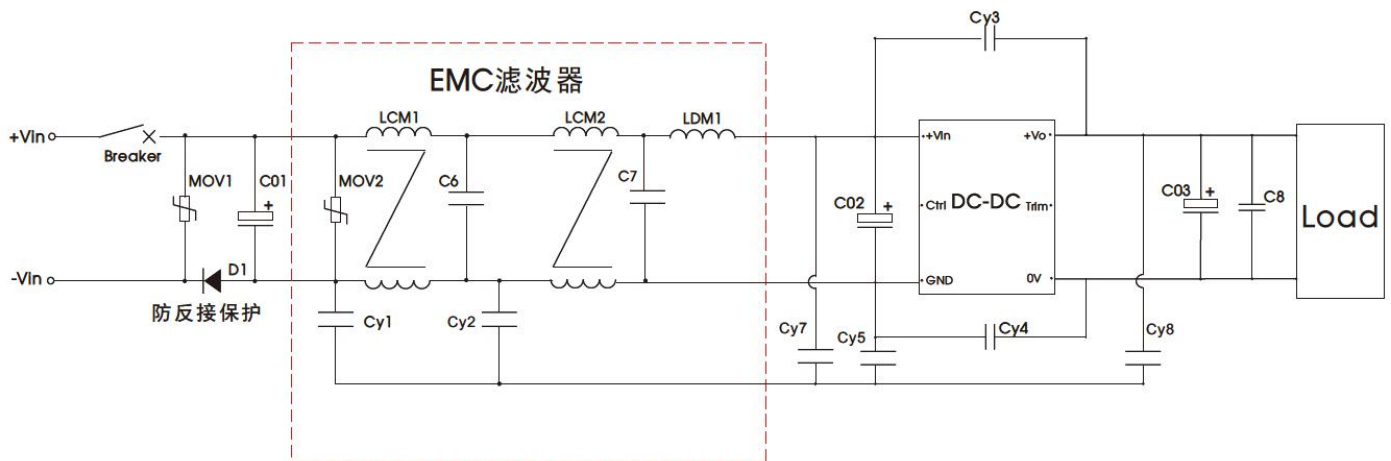 Cy3
EMC滤波器
LCM1
LCM2
LDM1
+Vin
Breaker
MOV1
C01
+
MOV2
C6
C7
C02
+
+Vin
+Vo
Ctrl
DC-DC
Trim
GND
0V
C03
+
C8
Load
-Vin
D1
防反接保护
Cy1
Cy2
Cy7
Cy5
Cy4
Cy8